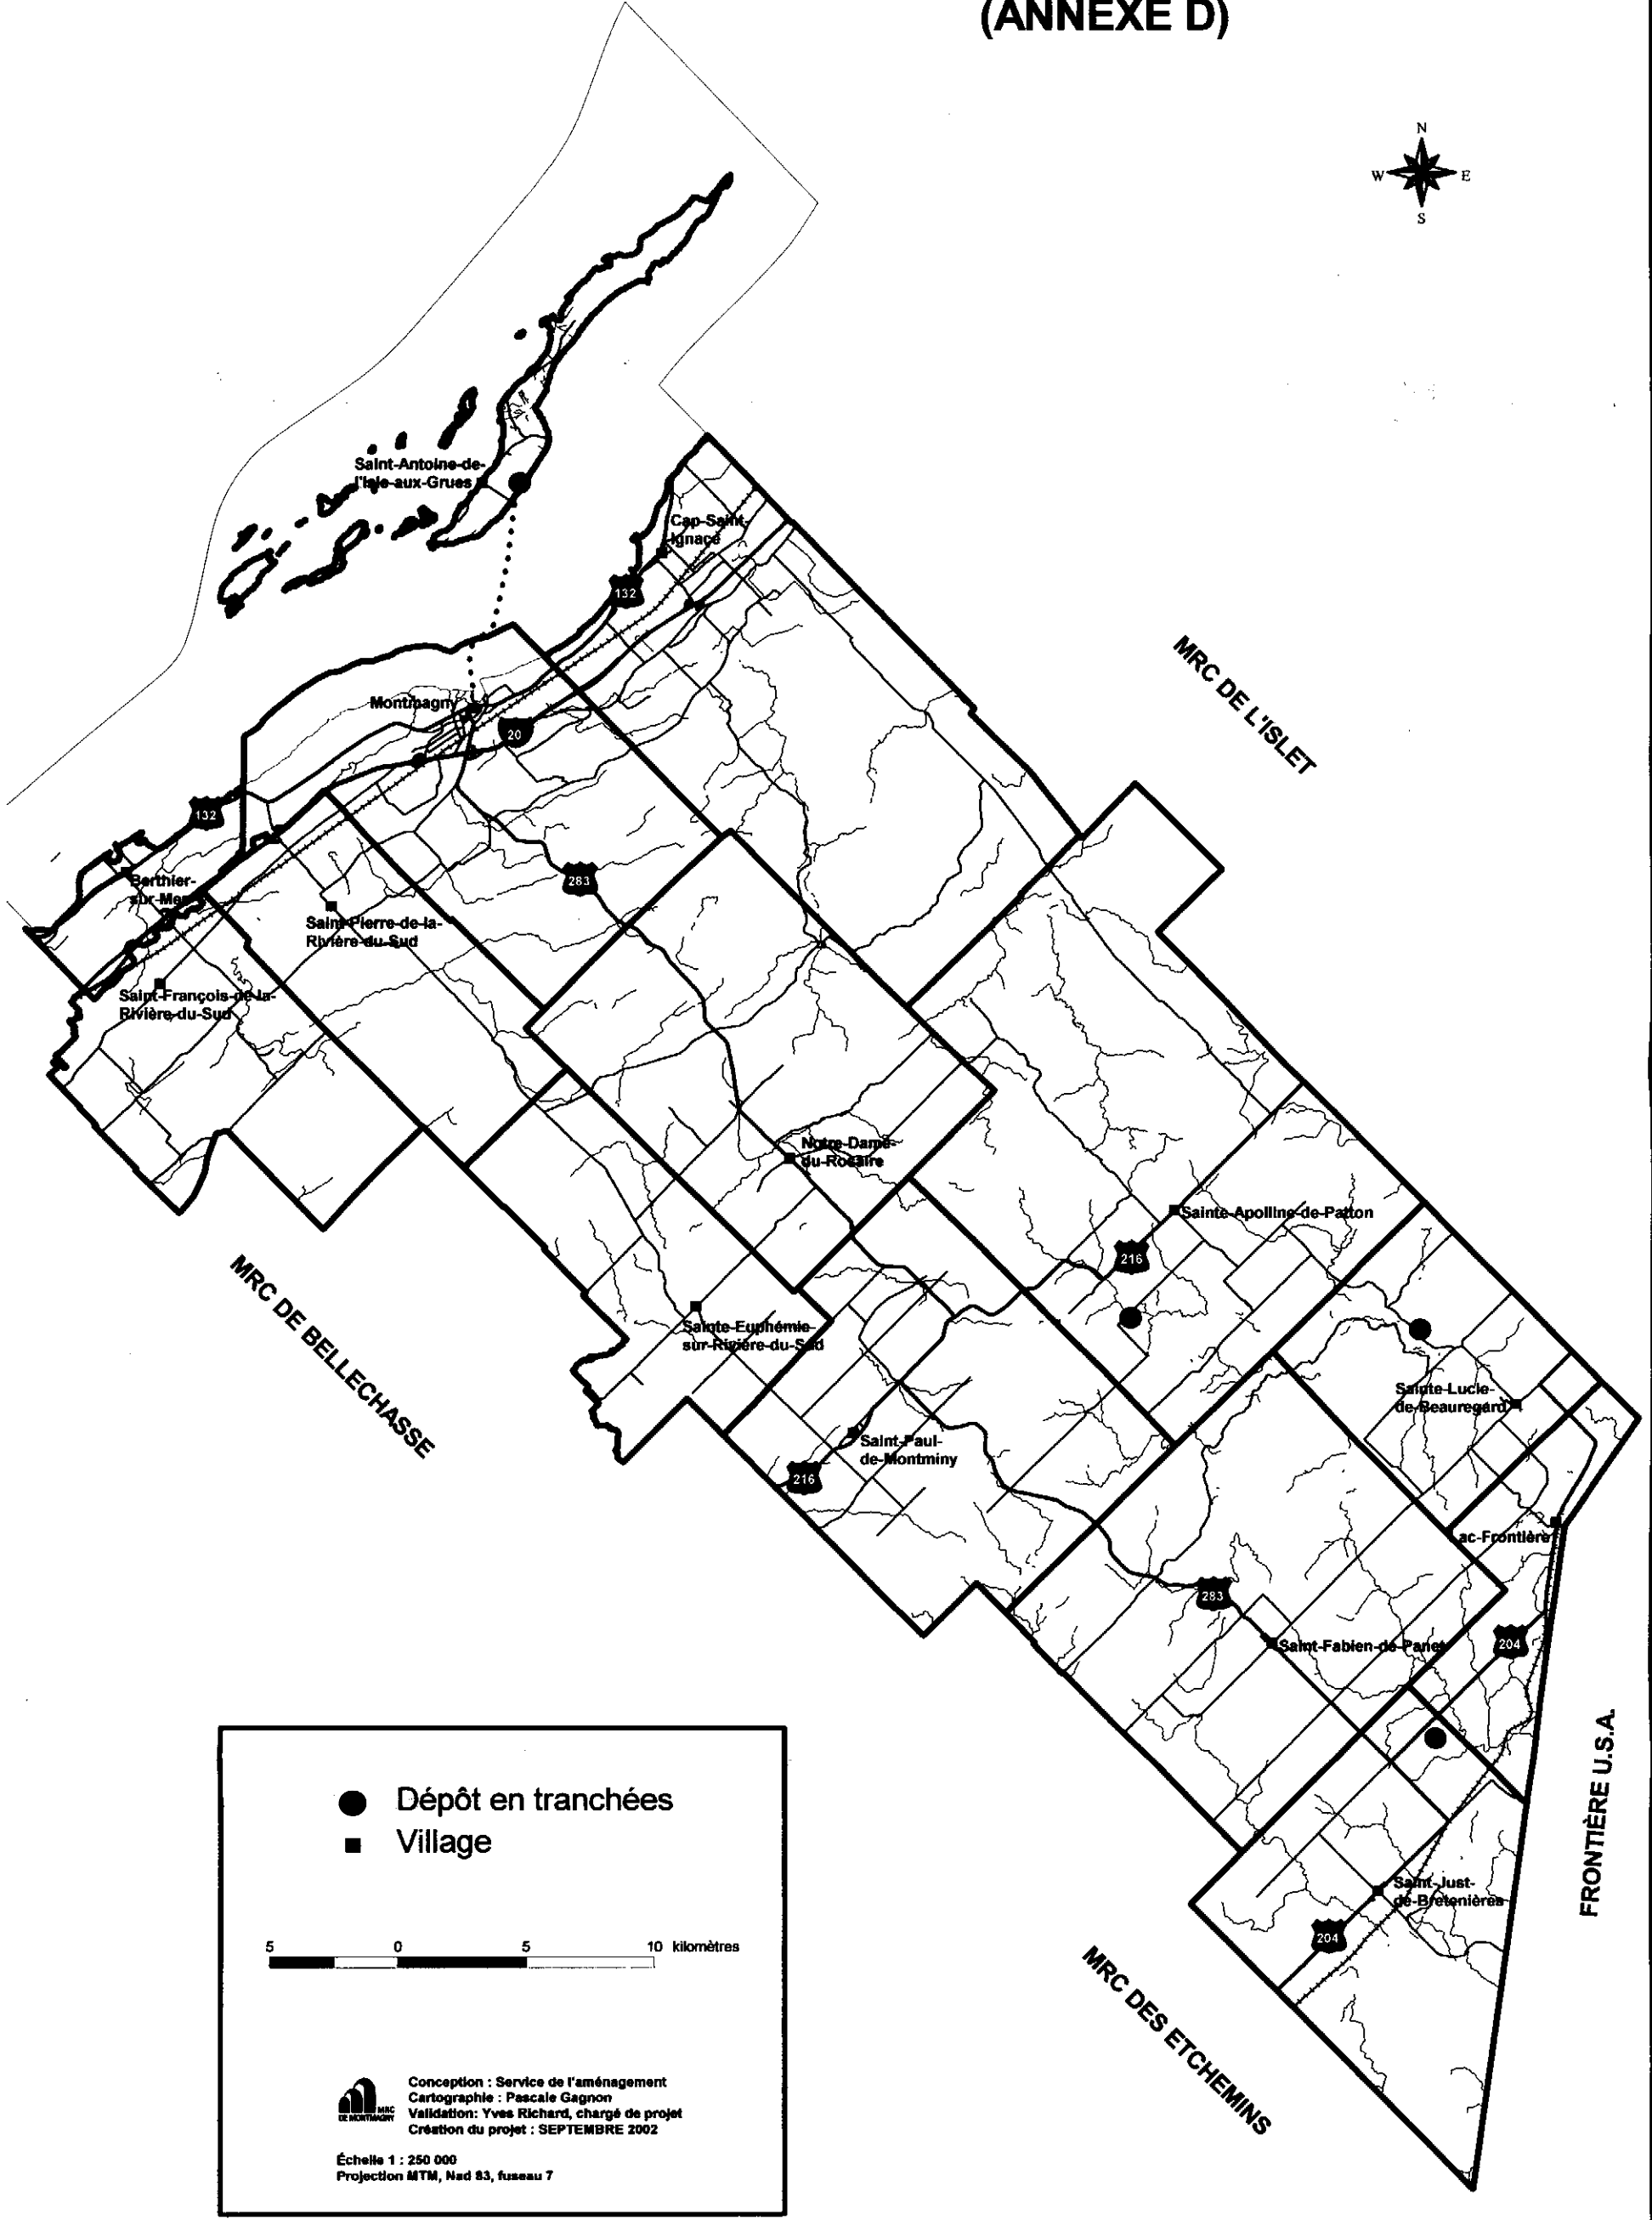 (ANNEXE D)
N
W E
S
Saint-Antoine-de-
l'Isle-aux-Grues
Cap-Saint-
Ignace
132
MRC DE L'ISLET
Montmagny
20
132
283
Berthier-
sur-Mer
Saint-Pierre-de-la-
Rivière-du-Sud
Saint-François-de-la-
Rivière-du-Sud
Notre-Dame-
du-Rosaire
Sainte-Apolline-de-Patton
216
MRC DE BELLECHASSE
Sainte-Euphémie-
sur-Rivière-du-Sud
Sainte-Lucie-
de-Beauregard
Saint-Paul-
de-Montminy
216
ac-Frontière
283
Saint-Fabien-de-Panet
204
FRONTIÈRE U.S.A.
Dépôt en tranchées
Village
Saint-Just-
de-Bretenières
204
5 0 5 10 kilomètres
MRC DES ETCHEMINS
MRC
DE MONTMAGNY
Conception : Service de l'aménagement
Cartographie : Pascale Gagnon
Validation: Yves Richard, chargé de projet
Création du projet : SEPTEMBRE 2002
Échelle 1 : 250 000
Projection MTM, Nad 83, fuseau 7